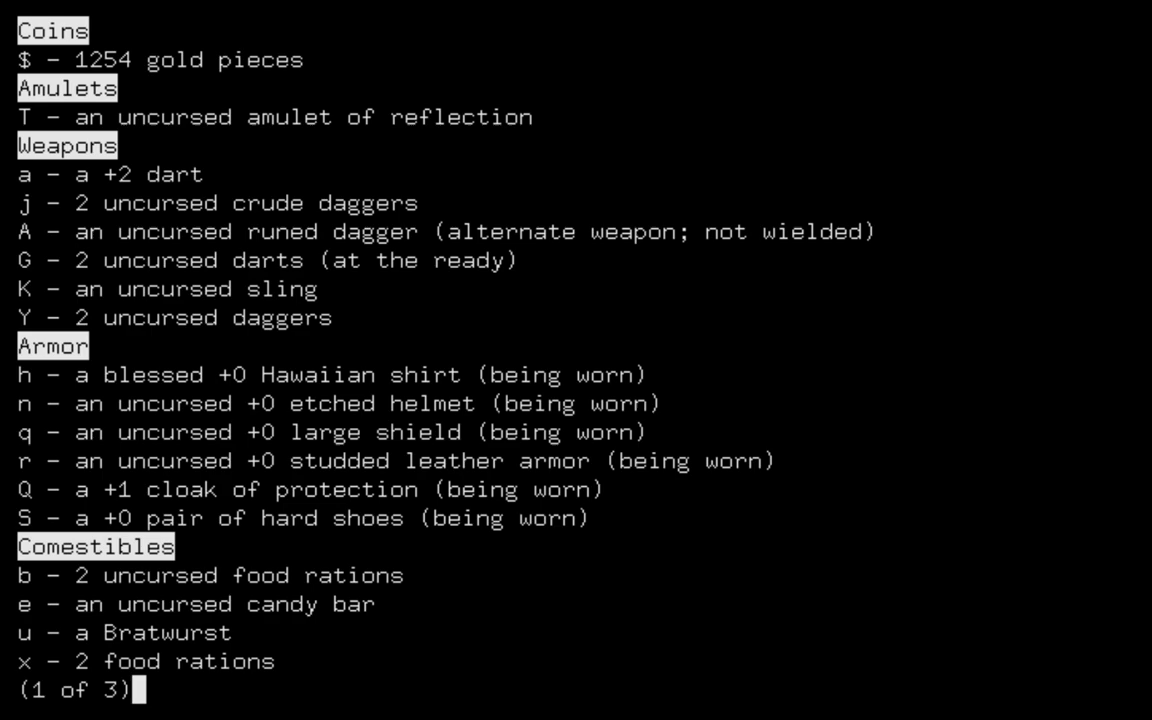 Coins
$ - 1254 gold pieces
Amulets
T - an uncursed amulet of reflection
Weapons
a - a +2 dart
j - 2 uncursed crude daggers
A - an uncursed runed dagger (alternate weapon; not wielded)
G - 2 uncursed darts (at the ready)
K - an uncursed sling
Y - 2 uncursed daggers
Armor
h - a blessed +0 Hawaiian shirt (being worn)
n - an uncursed +0 etched helmet (being worn)
q - an uncursed +0 large shield (being worn)
r - an uncursed +0 studded leather armor (being worn)
Q - a +1 cloak of protection (being worn)
S - a +0 pair of hard shoes (being worn)
Comestibles
b - 2 uncursed food rations
e - an uncursed candy bar
u - a Bratwurst
x - 2 food rations
(1 of 3)